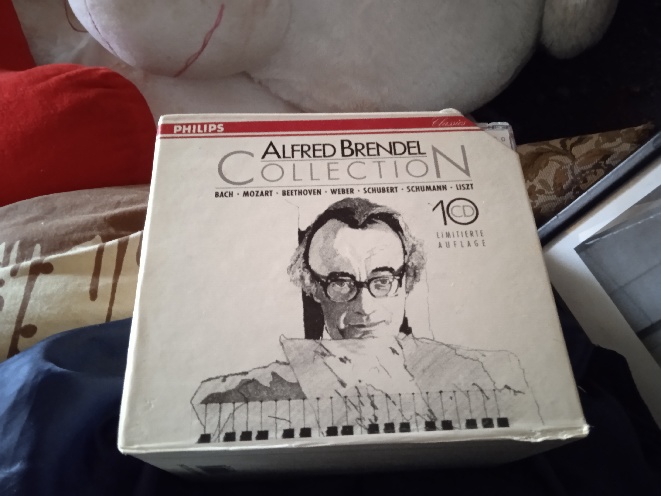 PHILIPS
Classics
ALFRED BRENDEL
COLLECTION
BACH · MOZART · BEETHOVEN · WEBER · SCHUBERT · SCHUMANN · LISZT
10 CD
LIMITIERTE
AUFLAGE